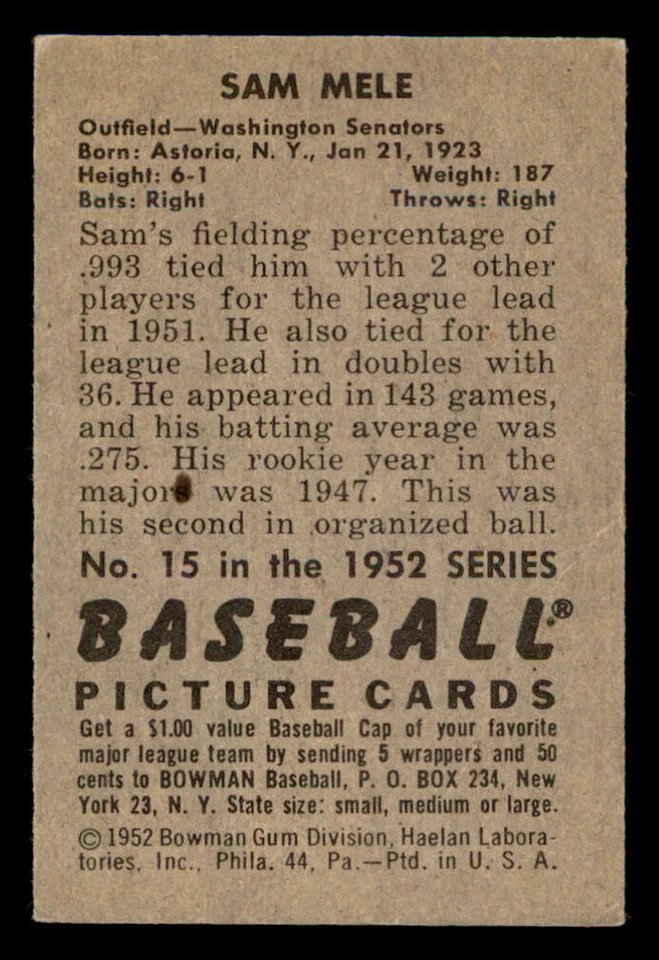 SAM MELE
Outfield—Washington Senators
Born: Astoria, N. Y., Jan 21, 1923
Height: 6-1 Weight: 187
Bats: Right Throws: Right
Sam's fielding percentage of
.993 tied him with 2 other
players for the league lead
in 1951. He also tied for the
league lead in doubles with
36. He appeared in 143 games,
and his batting average was
.275. His rookie year in the
majors was 1947. This was
his second in organized ball.
No. 15 in the 1952 SERIES
BASEBALL®
PICTURE CARDS
Get a $1.00 value Baseball Cap of your favorite
major league team by sending 5 wrappers and 50
cents to BOWMAN Baseball, P. O. BOX 234, New
York 23, N. Y. State size: small, medium or large.
© 1952 Bowman Gum Division, Haelan Labora-
tories, Inc., Phila. 44, Pa.—Ptd. in U. S. A.